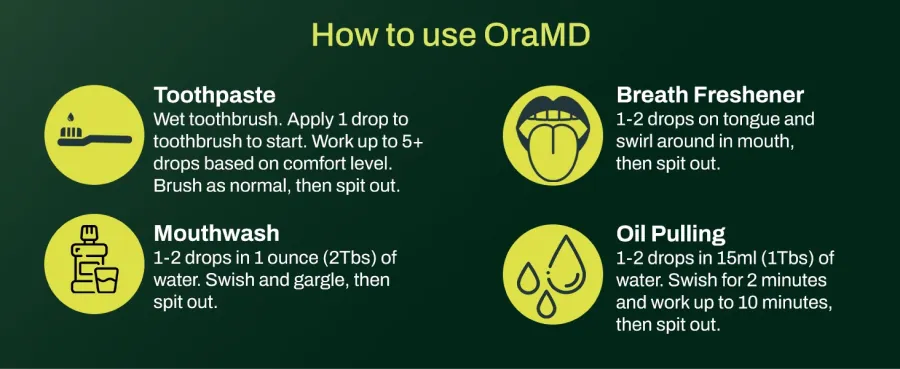 How to use OraMD
Toothpaste
Wet toothbrush. Apply 1 drop to
toothbrush to start. Work up to 5+
drops based on comfort level.
Brush as normal, then spit out.
Breath Freshener
1-2 drops on tongue and
swirl around in mouth,
then spit out.
Mouthwash
1-2 drops in 1 ounce (2Tbs) of
water. Swish and gargle, then
spit out.
Oil Pulling
1-2 drops in 15ml (1Tbs) of
water. Swish for 2 minutes
and work up to 10 minutes,
then spit out.